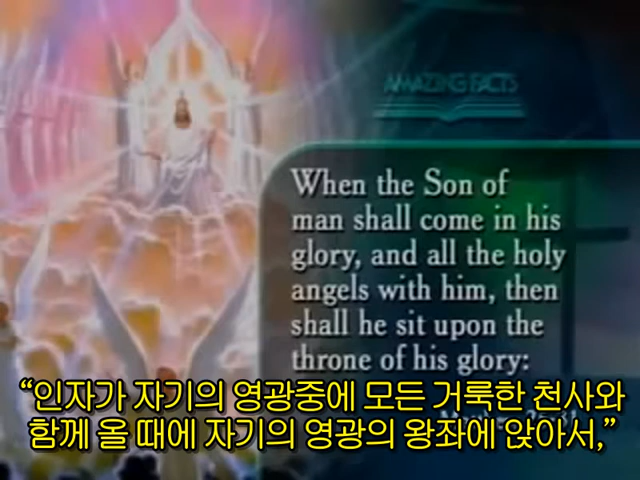 AMAZING FACTS
When the Son of
man shall come in his
glory, and all the holy
angels with him, then
shall he sit upon the
throne of his glory:
“인자가 자기의 영광중에 모든 거룩한 천사와
함께 올 때에 자기의 영광의 왕좌에 앉아서,”